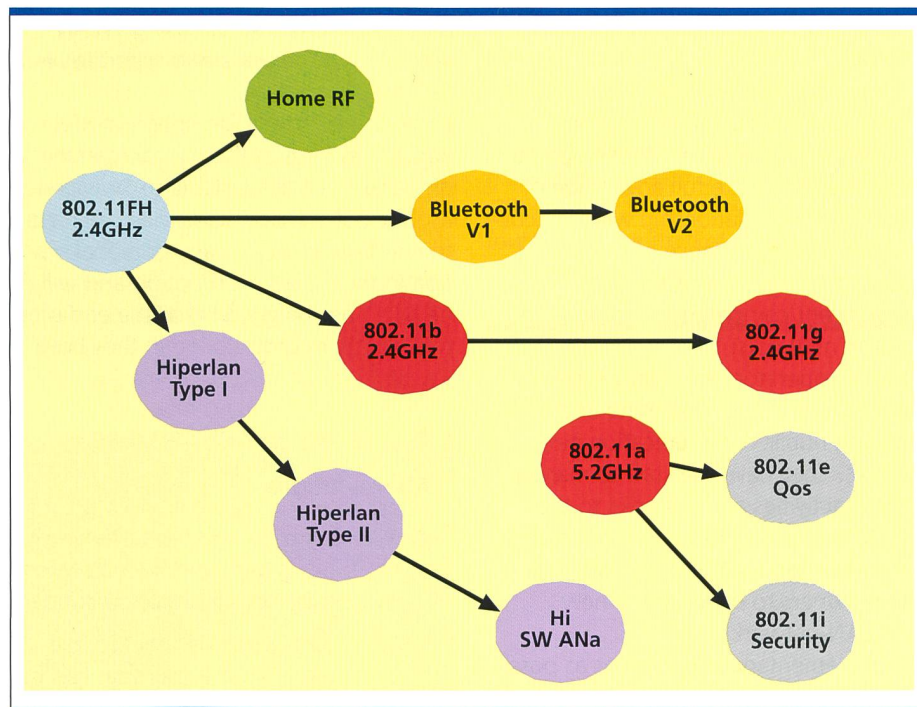 Home RF
802.11FH
2.4GHz
Bluetooth
V1
Bluetooth
V2
802.11b
2.4GHz
802.11g
2.4GHz
Hiperlan
Type I
802.11a
5.2GHz
802.11e
Qos
Hiperlan
Type II
Hi
SW ANa
802.11i
Security